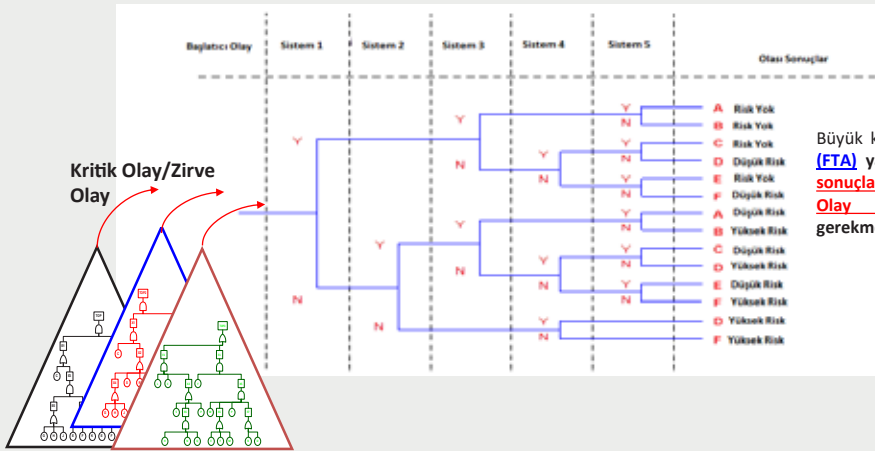 Başlatıcı Olay Sistem 1 Sistem 2 Sistem 3 Sistem 4 Sistem 5
Olası Sonuçlar
Y N
Y N
Y N Y N
Y N Y N Y N
Y N Y N Y N Y N Y N Y N
A Risk Yok
B Risk Yok
C Risk Yok
D Düşük Risk
E Risk Yok
F Düşük Risk
A Düşük Risk
B Yüksek Risk
C Düşük Risk
D Yüksek Risk
E Düşük Risk
F Yüksek Risk
D Yüksek Risk
F Yüksek Risk
Kritik Olay/Zirve
Olay
Büyük
(FTA)
Olay